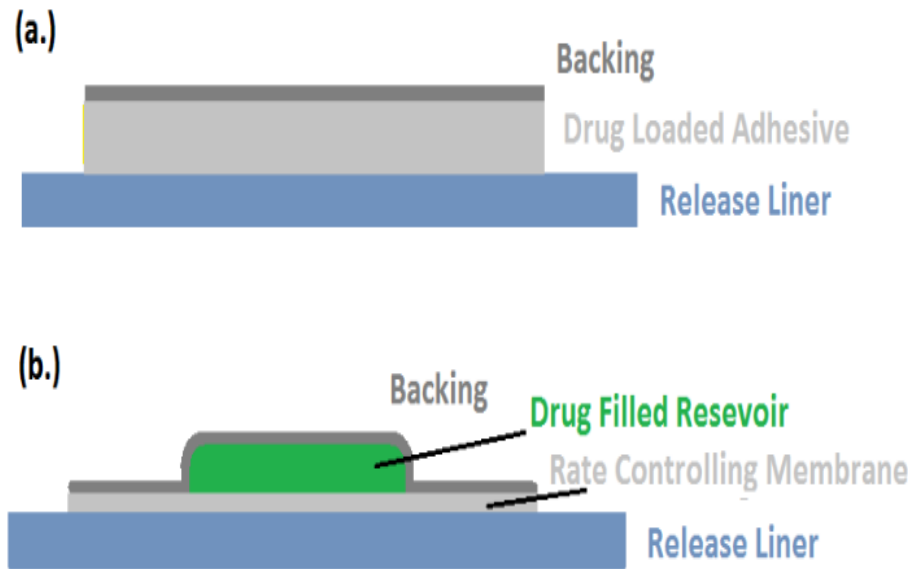 (a.)
Backing
Drug Loaded Adhesive
Release Liner
(b.)
Backing
Drug Filled Resevoir
Rate Controlling Membrane
Release Liner